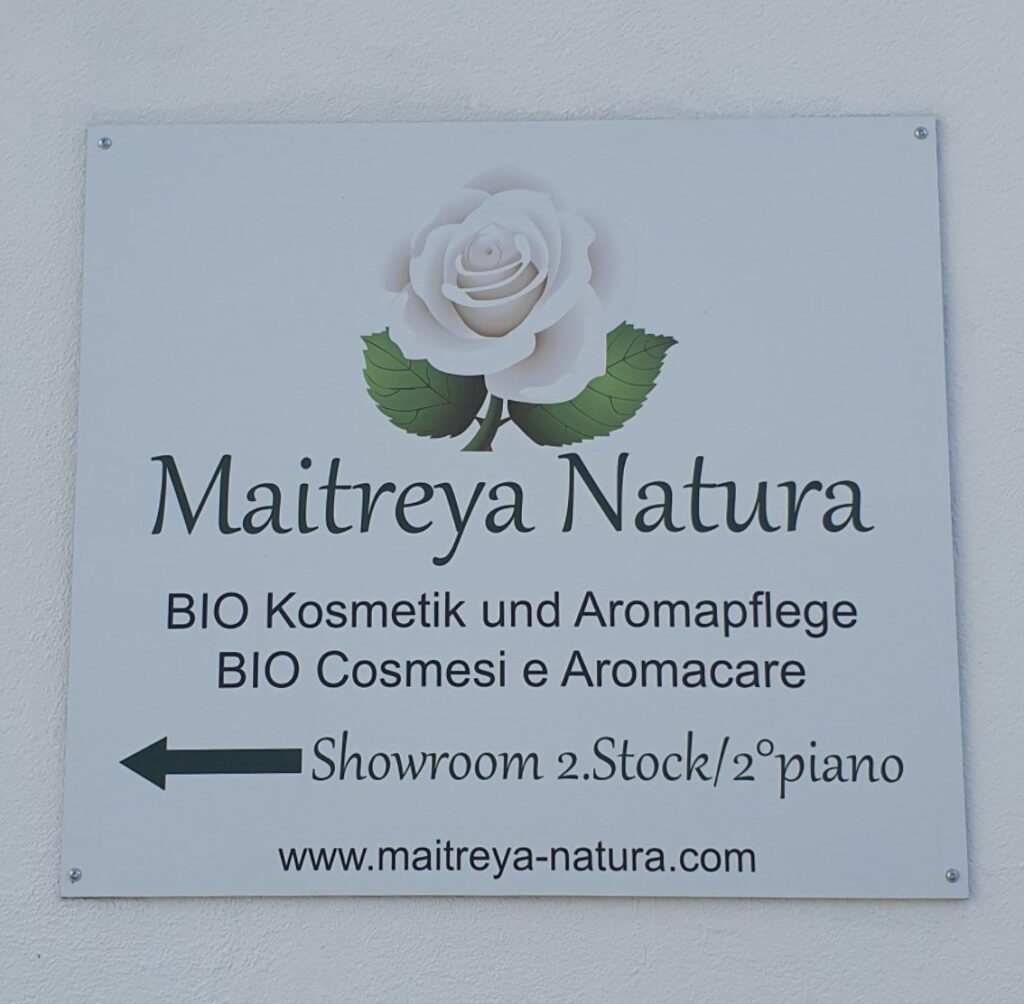 Maitreya Natura
BIO Kosmetik und Aromapflege
BIO Cosmesi e Aromacare
Showroom 2.Stock/2°piano
www.maitreya-natura.com